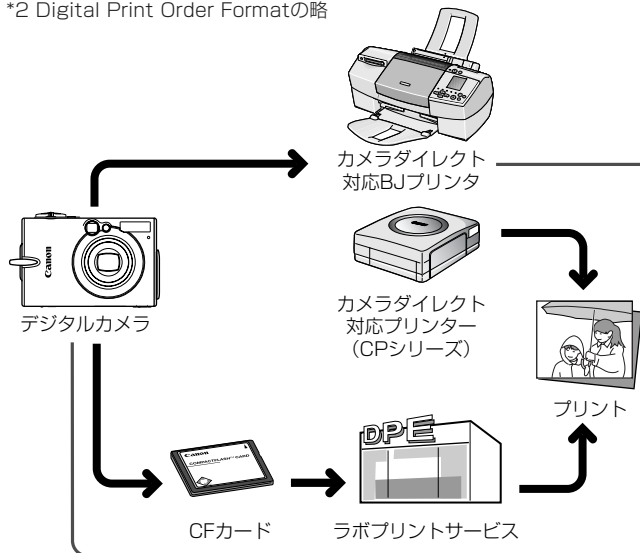 *2 Digital Print Order Formatの略
カメラダイレクト
対応BJプリンタ
Canon
デジタルカメラ
カメラダイレクト
対応プリンター
（CPシリーズ）
プリント
DPE
Canon
COMPACTFLASH™ CARD
CFカード
ラボプリントサービス